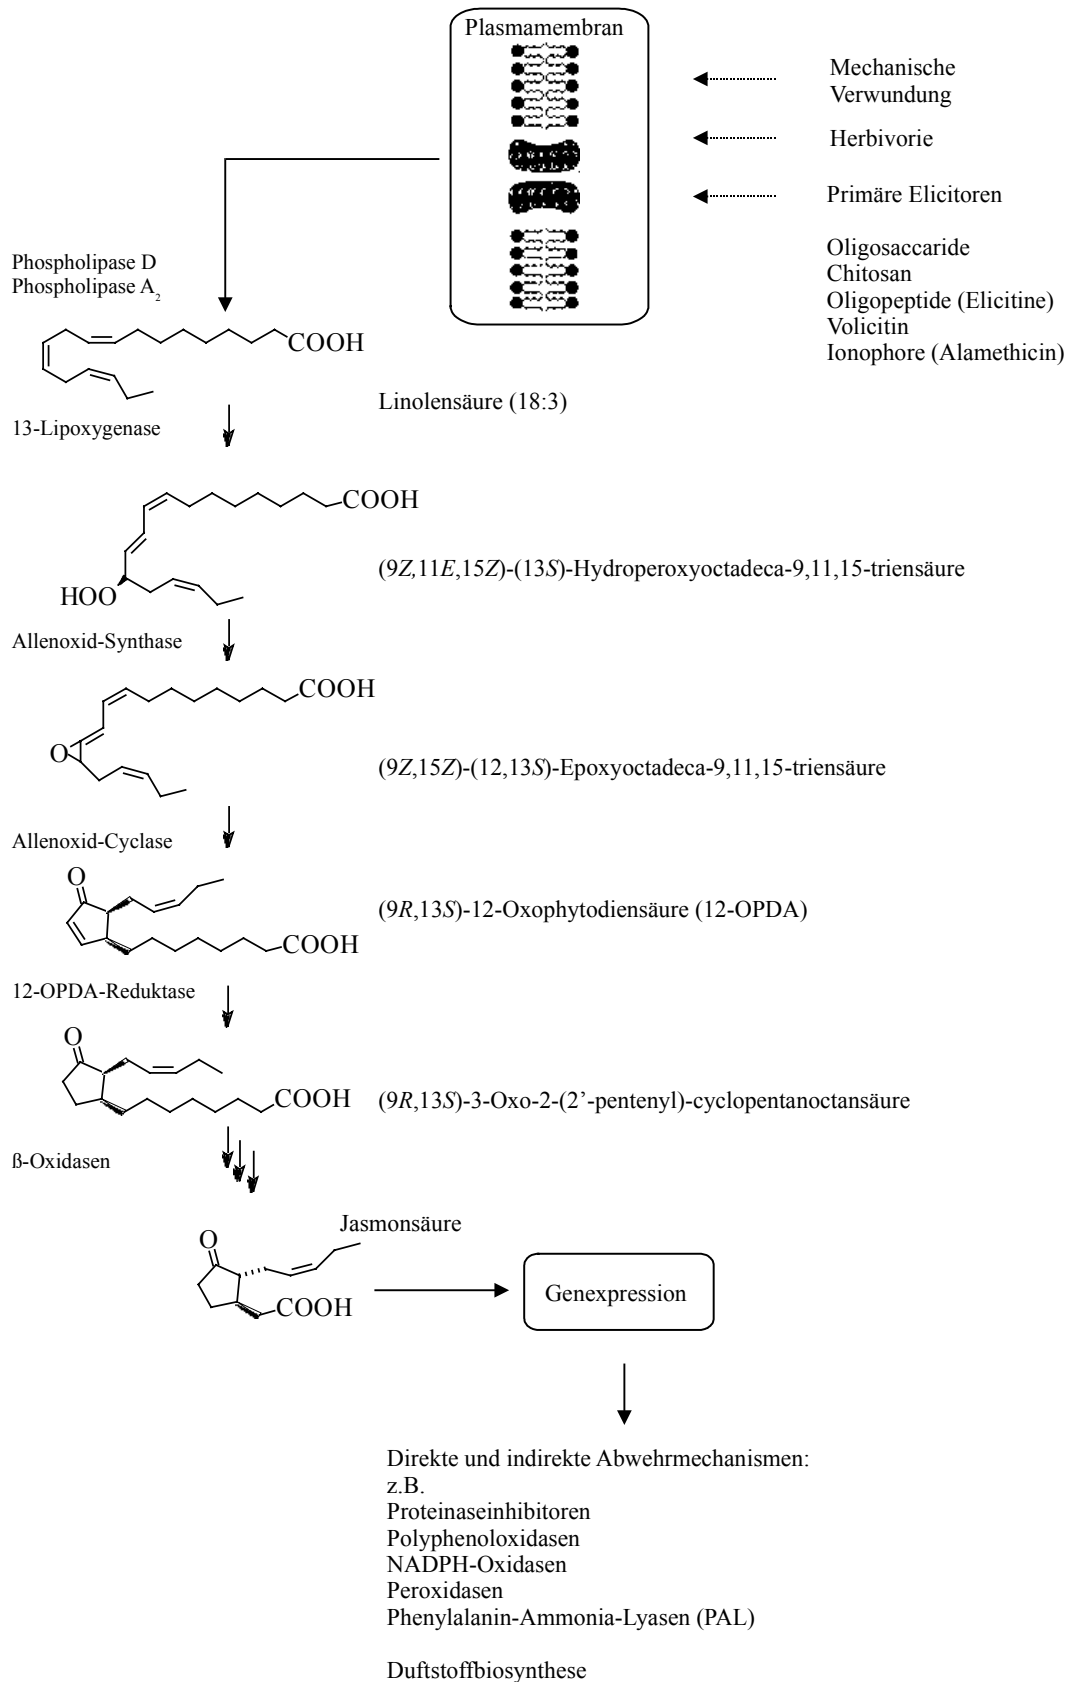 Plasmamembran
Mechanische
Verwundung
Herbivorie
Primäre Elicitoren
Oligosaccaride
Chitosan
Oligopeptide (Elicitine)
Volicitin
Ionophore (Alamethicin)
Phospholipase D
Phospholipase A2
COOH
Linolensäure (18:3)
13-Lipoxygenase
COOH
(9Z,11E,15Z)-(13S)-Hydroperoxyoctadeca-9,11,15-triensäure
HOO
Allenoxid-Synthase
COOH
O
(9Z,15Z)-(12,13S)-Epoxyoctadeca-9,11,15-triensäure
Allenoxid-Cyclase
O
(9R,13S)-12-Oxophytodiensäure (12-OPDA)
COOH
12-OPDA-Reduktase
O
COOH
(9R,13S)-3-Oxo-2-(2’-pentenyl)-cyclopentanoctansäure
ß-Oxidasen
Jasmonsäure
O
COOH
Genexpression
Direkte und indirekte Abwehrmechanismen:
z.B.
Proteinaseinhibitoren
Polyphenoloxidasen
NADPH-Oxidasen
Peroxidasen
Phenylalanin-Ammonia-Lyasen (PAL)
Duftstoffbiosynthese